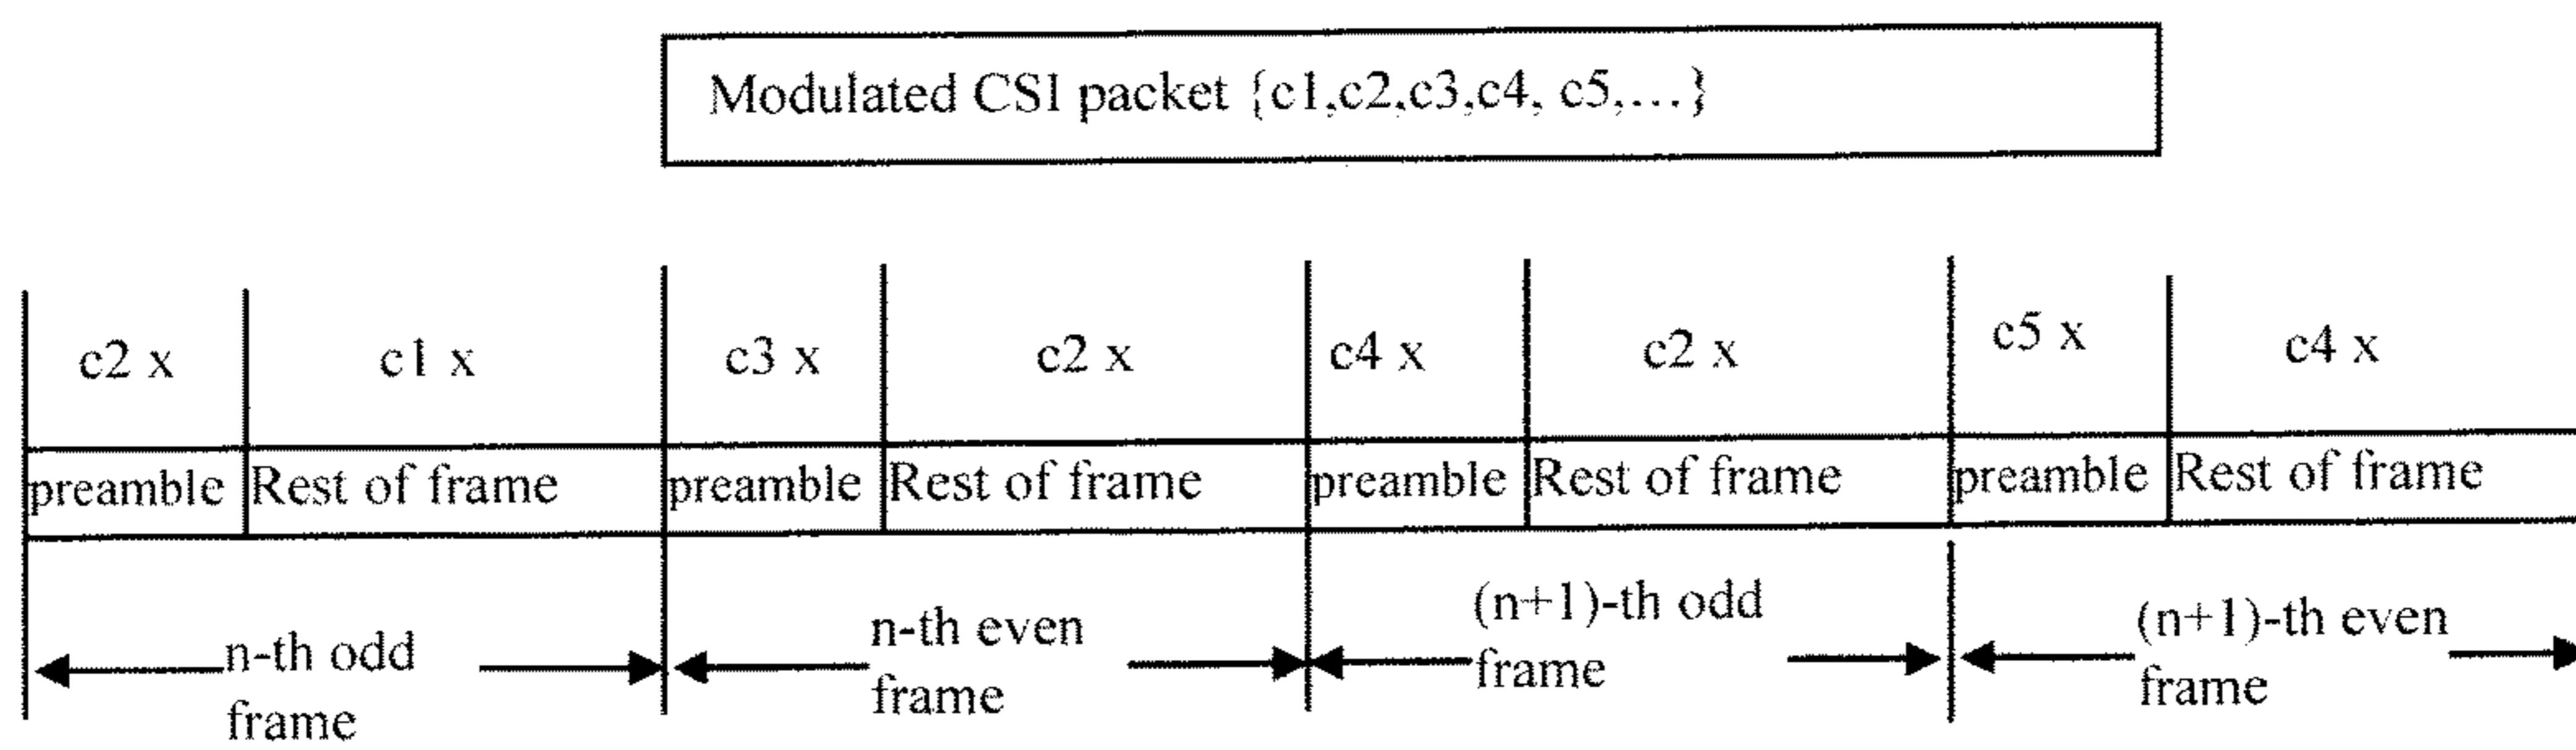 Modulated CSI packet {c1,c2,c3,c4, c5,...}
c2 x c1 x c3 x c2 x c4 x c2 x c5 x c4 x
preamble Rest of frame preamble Rest of frame preamble Rest of frame preamble Rest of frame
n-th odd
frame
n-th even
frame
(n+1)-th odd
frame
(n+1)-th even
frame